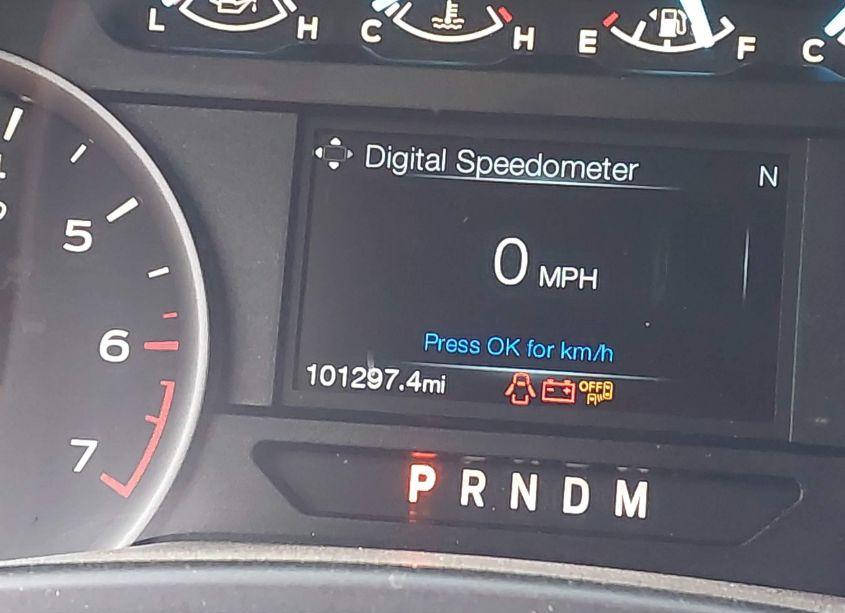 L H C H E F C
Digital Speedometer N
5
0 MPH
6
Press OK for km/h
101297.4mi OFF
7
P R N D M